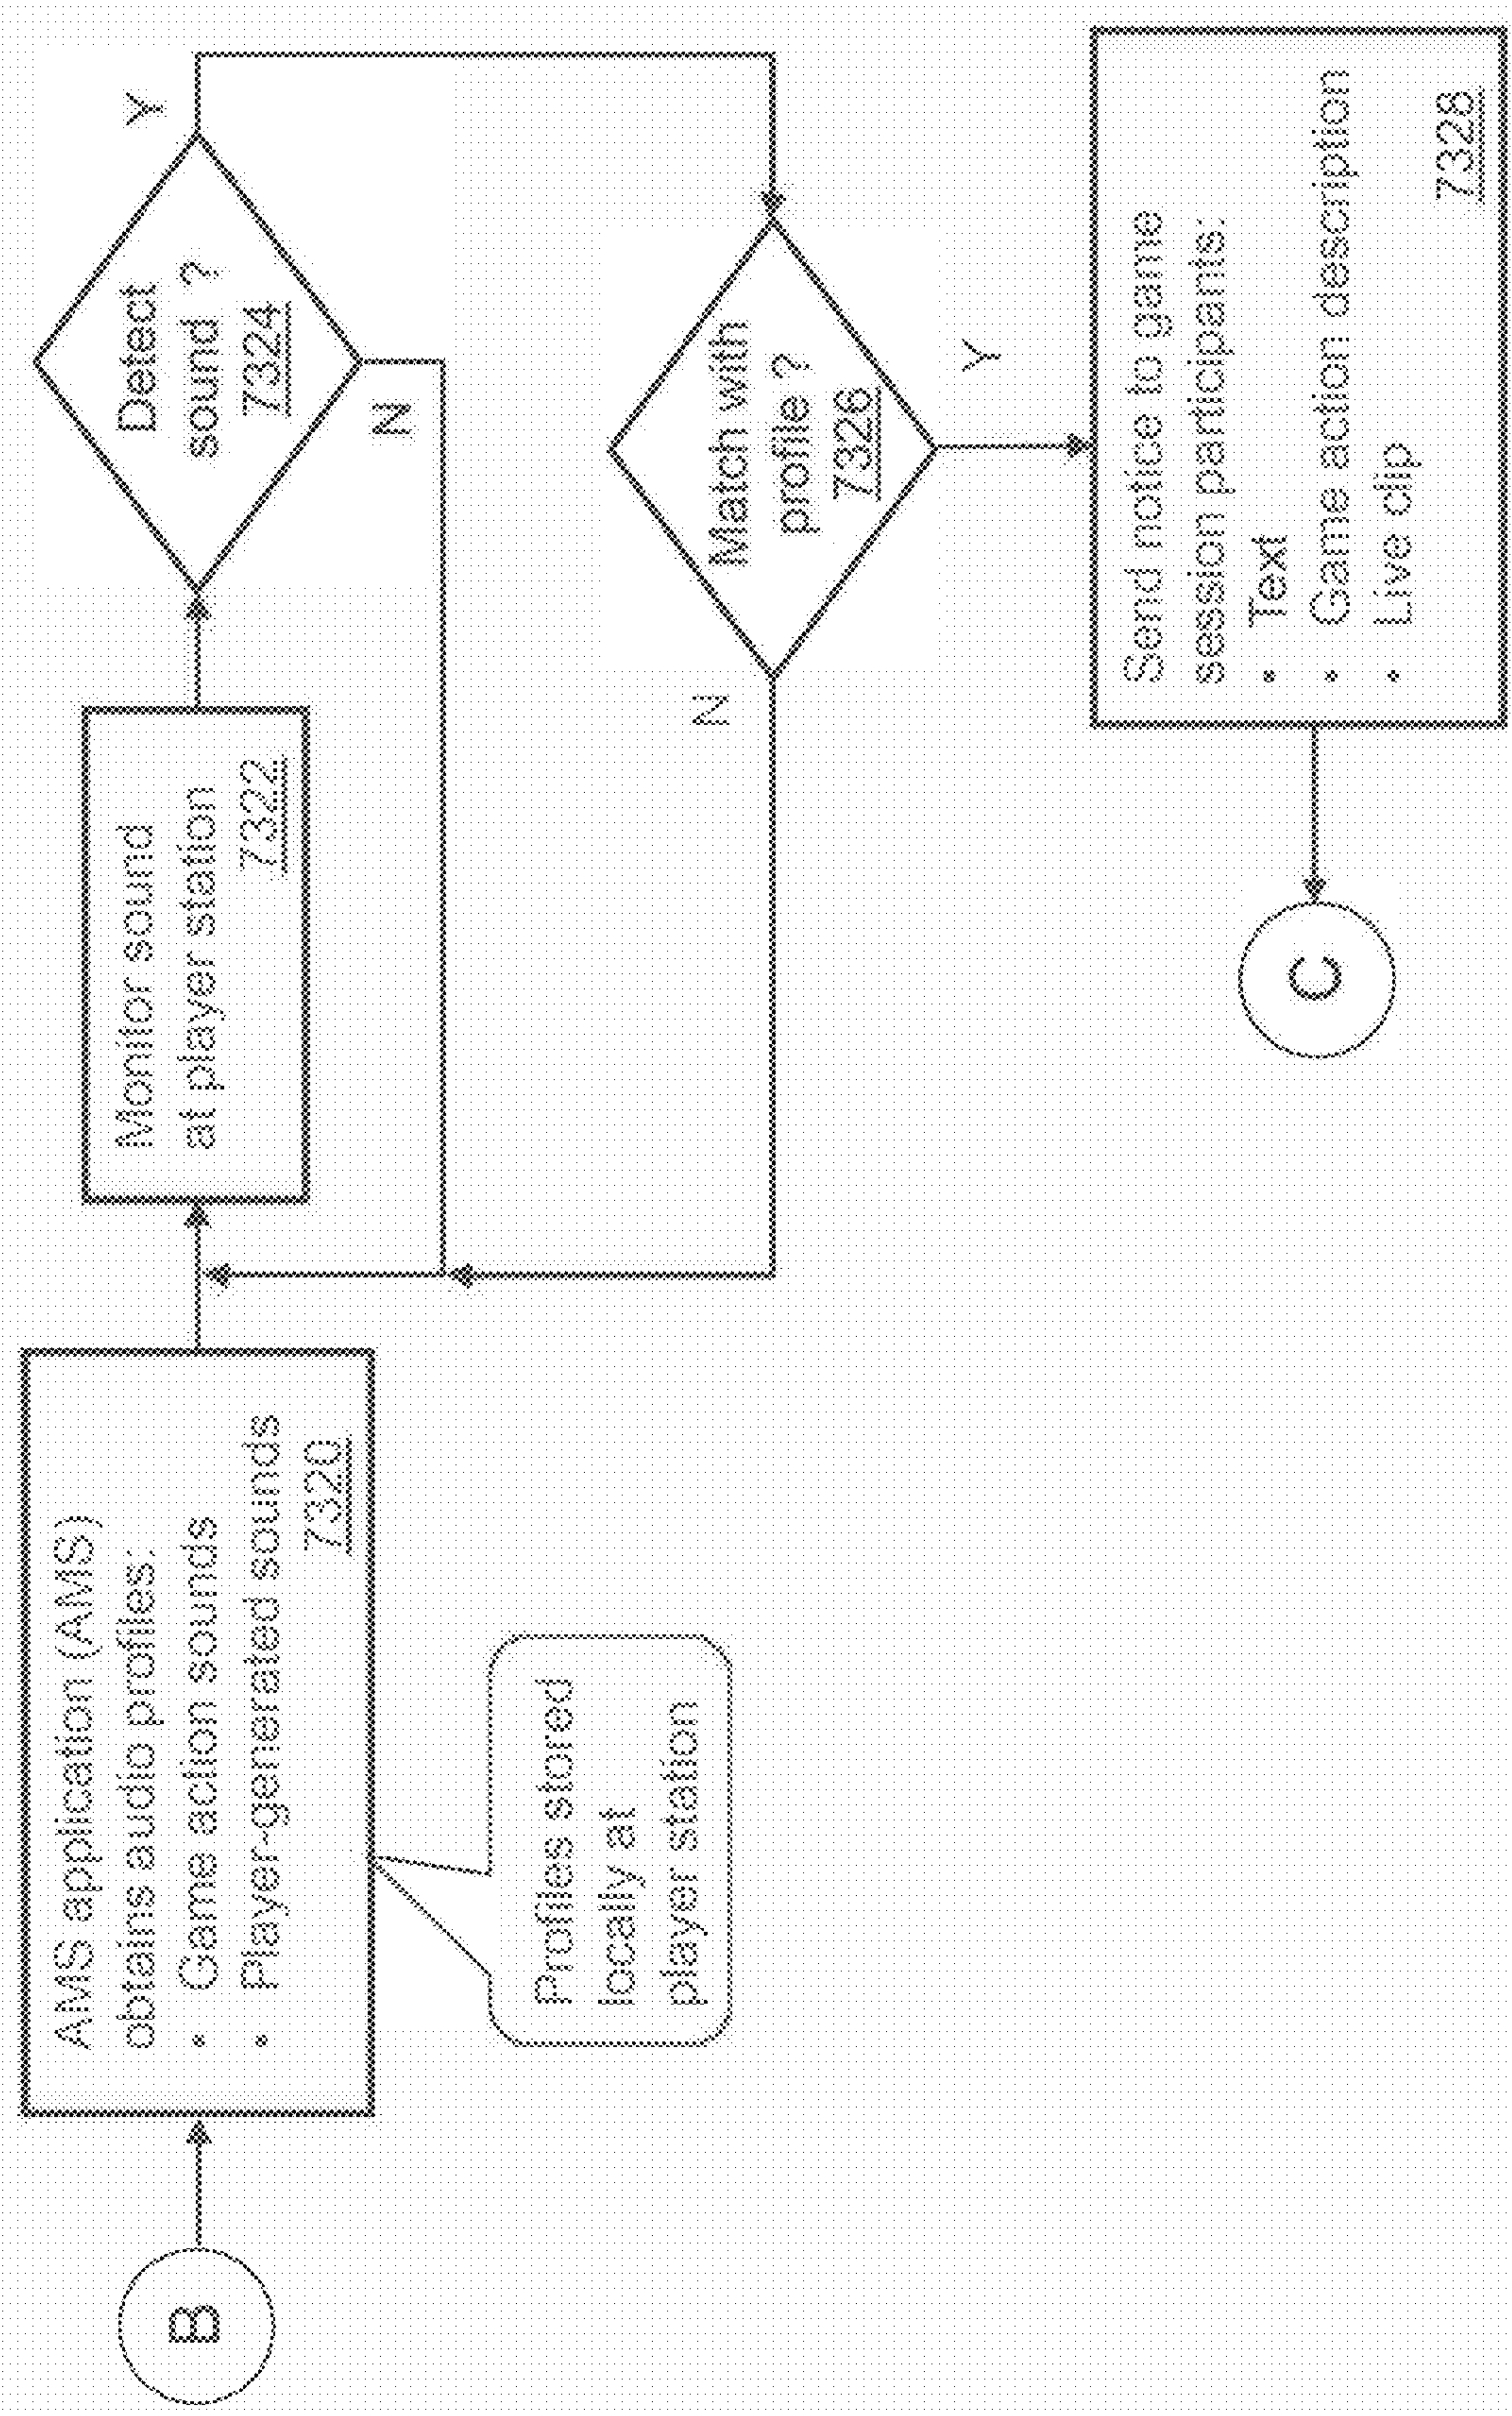 B
AMS application (AMS)
obtains audio profiles:
• Game action sounds
• Player-generated sounds
7320
Profiles stored
locally at
player station
Monitor sound
at player station
7322
Detect
sound ?
7324
Y
N
Match with
profile ?
7326
N
Y
Send notice to game
session participants:
• Text
• Game action description
• Live clip
7328
C